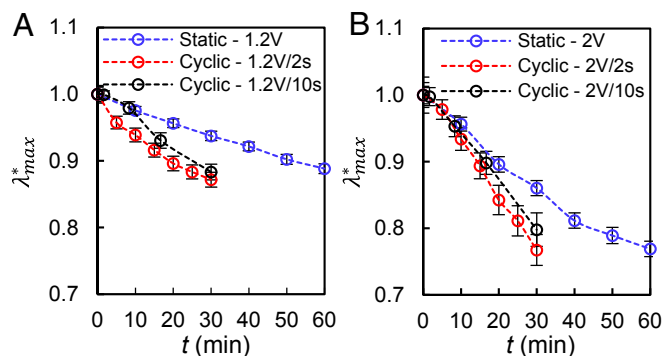 A
1.1
1.0
0.9
0.8
0.7
λ*max
Static - 1.2V
Cyclic - 1.2V/2s
Cyclic - 1.2V/10s
0 10 20 30 40 50 60
t (min)
B
1.1
1.0
0.9
0.8
0.7
λ*max
Static - 2V
Cyclic - 2V/2s
Cyclic - 2V/10s
0 10 20 30 40 50 60
t (min)